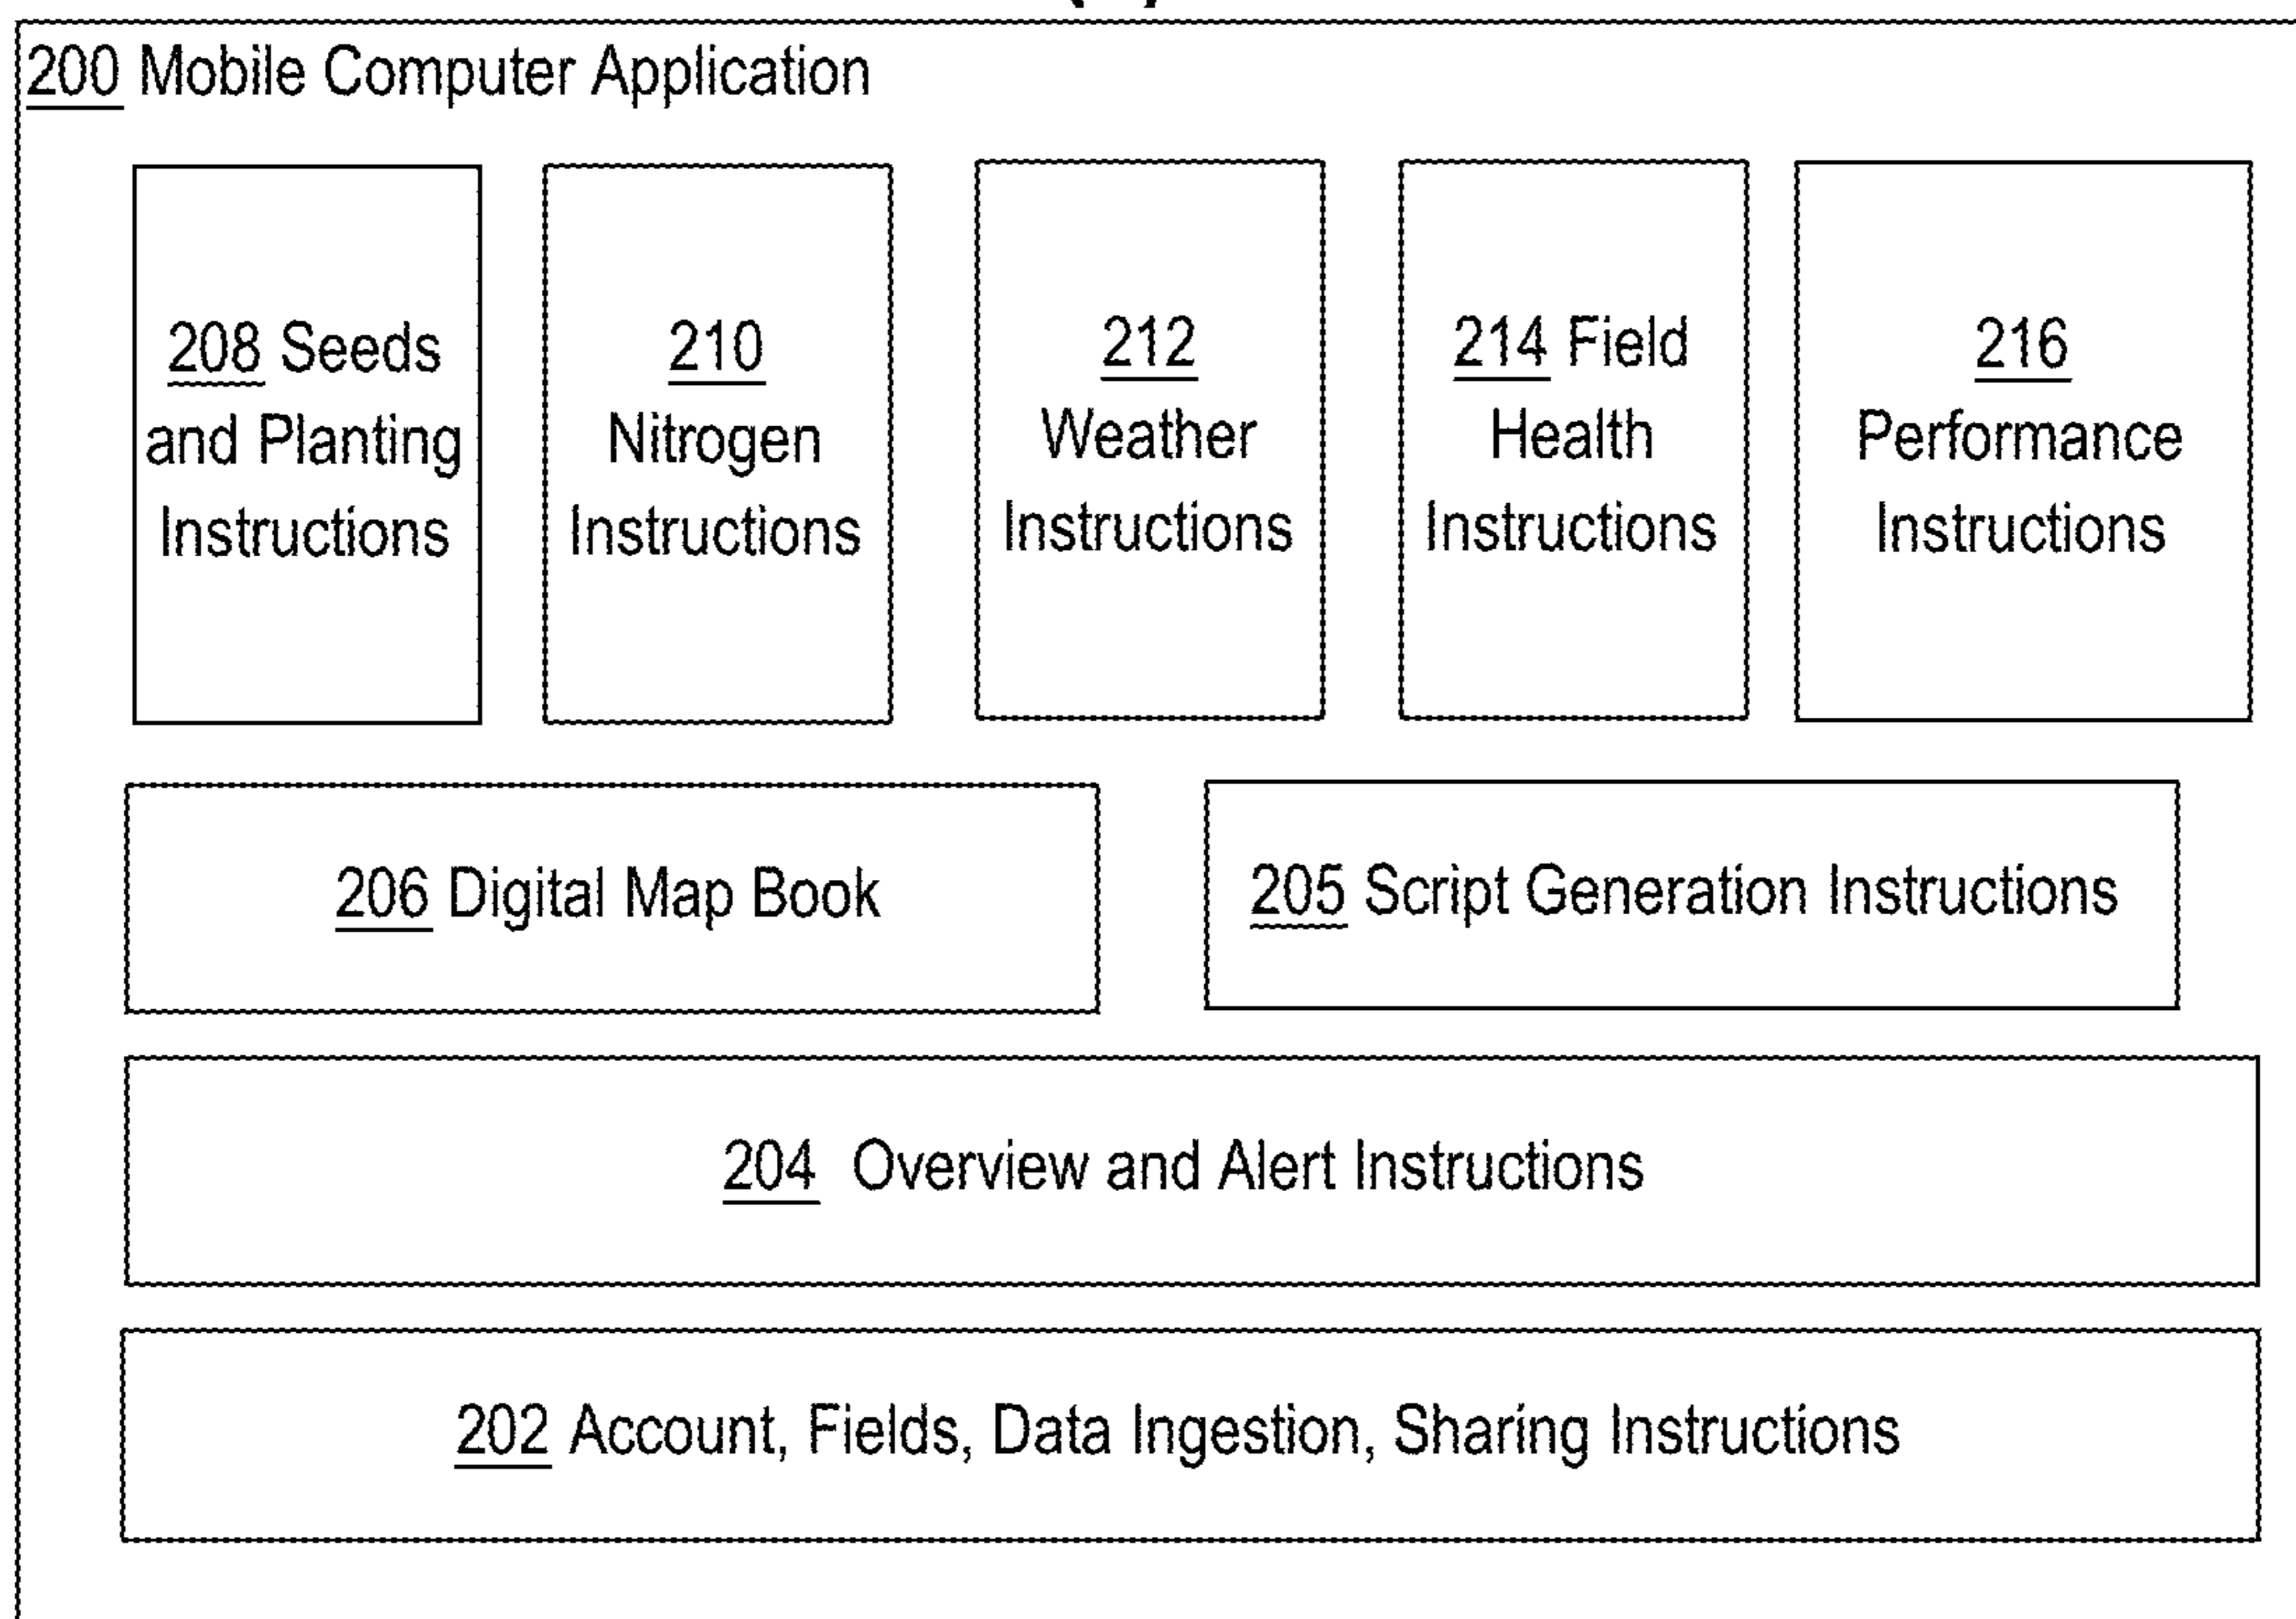 200 Mobile Computer Application
208 Seeds
and Planting
Instructions
210
Nitrogen
Instructions
212
Weather
Instructions
214 Field
Health
Instructions
216
Performance
Instructions
206 Digital Map Book
205 Script Generation Instructions
204 Overview and Alert Instructions
202 Account, Fields, Data Ingestion, Sharing Instructions